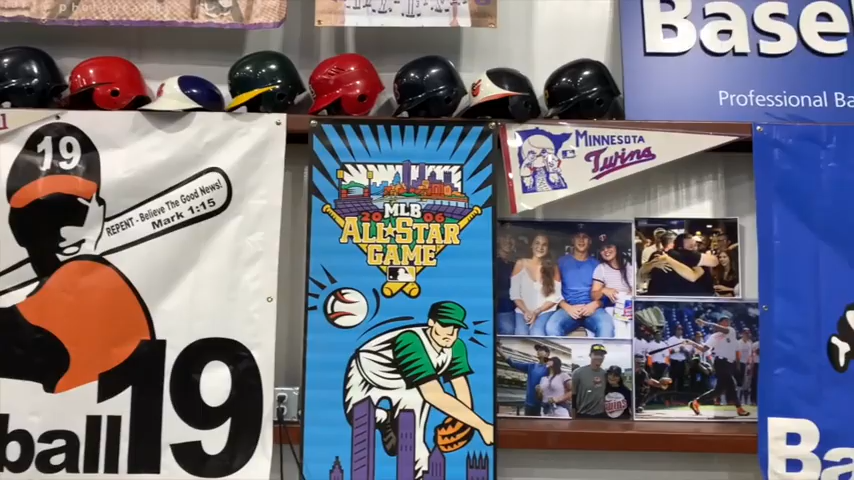 Base
Professional Ba
19
REPENT - Believe The Good News!
Mark 1:15
MINNESOTA
Twins
MLB
2006
ALL★STAR
GAME
ball 19
Twins
Ba